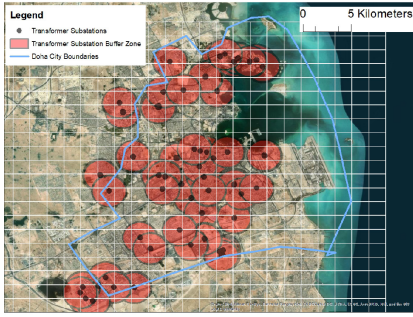 Legend
Transformer Substations
Transformer Substation Buffer Zone
Doha City Boundaries
0 5 Kilometers